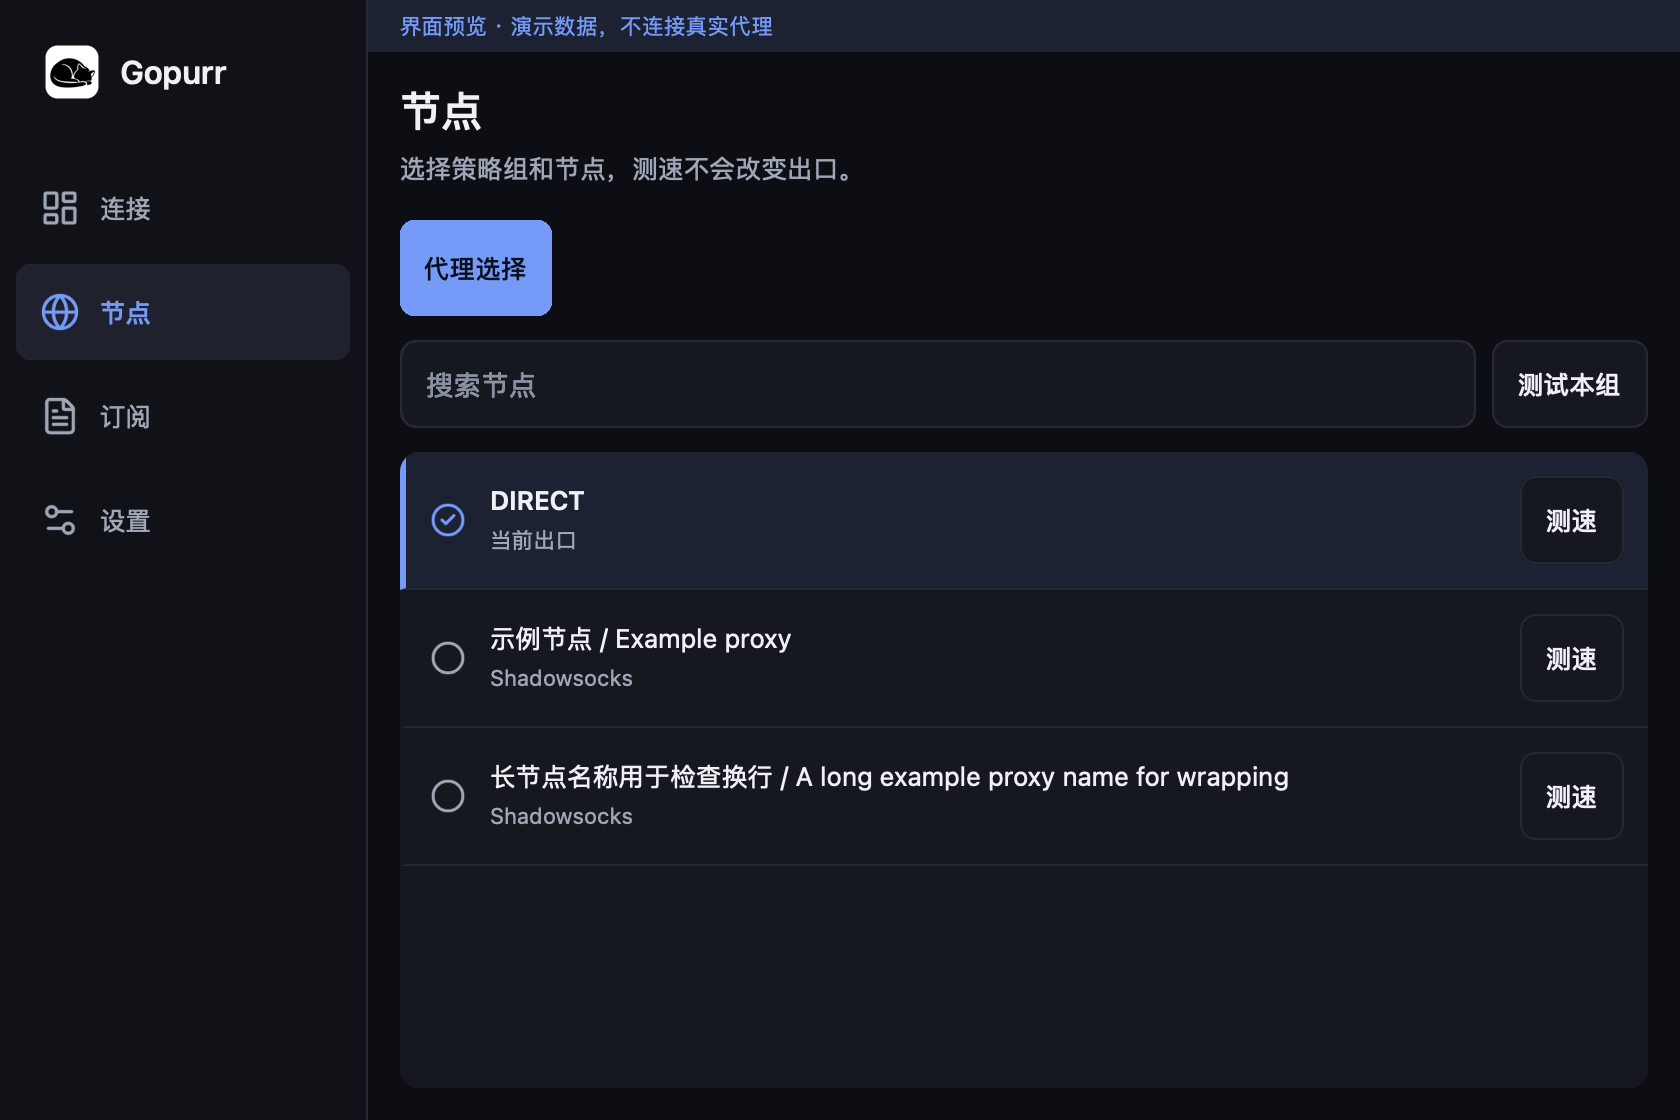 界面预览 · 演示数据，不连接真实代理
Gopurr
连接
节点
订阅
设置
节点
选择策略组和节点，测速不会改变出口。
代理选择
搜索节点
测试本组
DIRECT
当前出口
测速
示例节点 / Example proxy
Shadowsocks
测速
长节点名称用于检查换行 / A long example proxy name for wrapping
Shadowsocks
测速